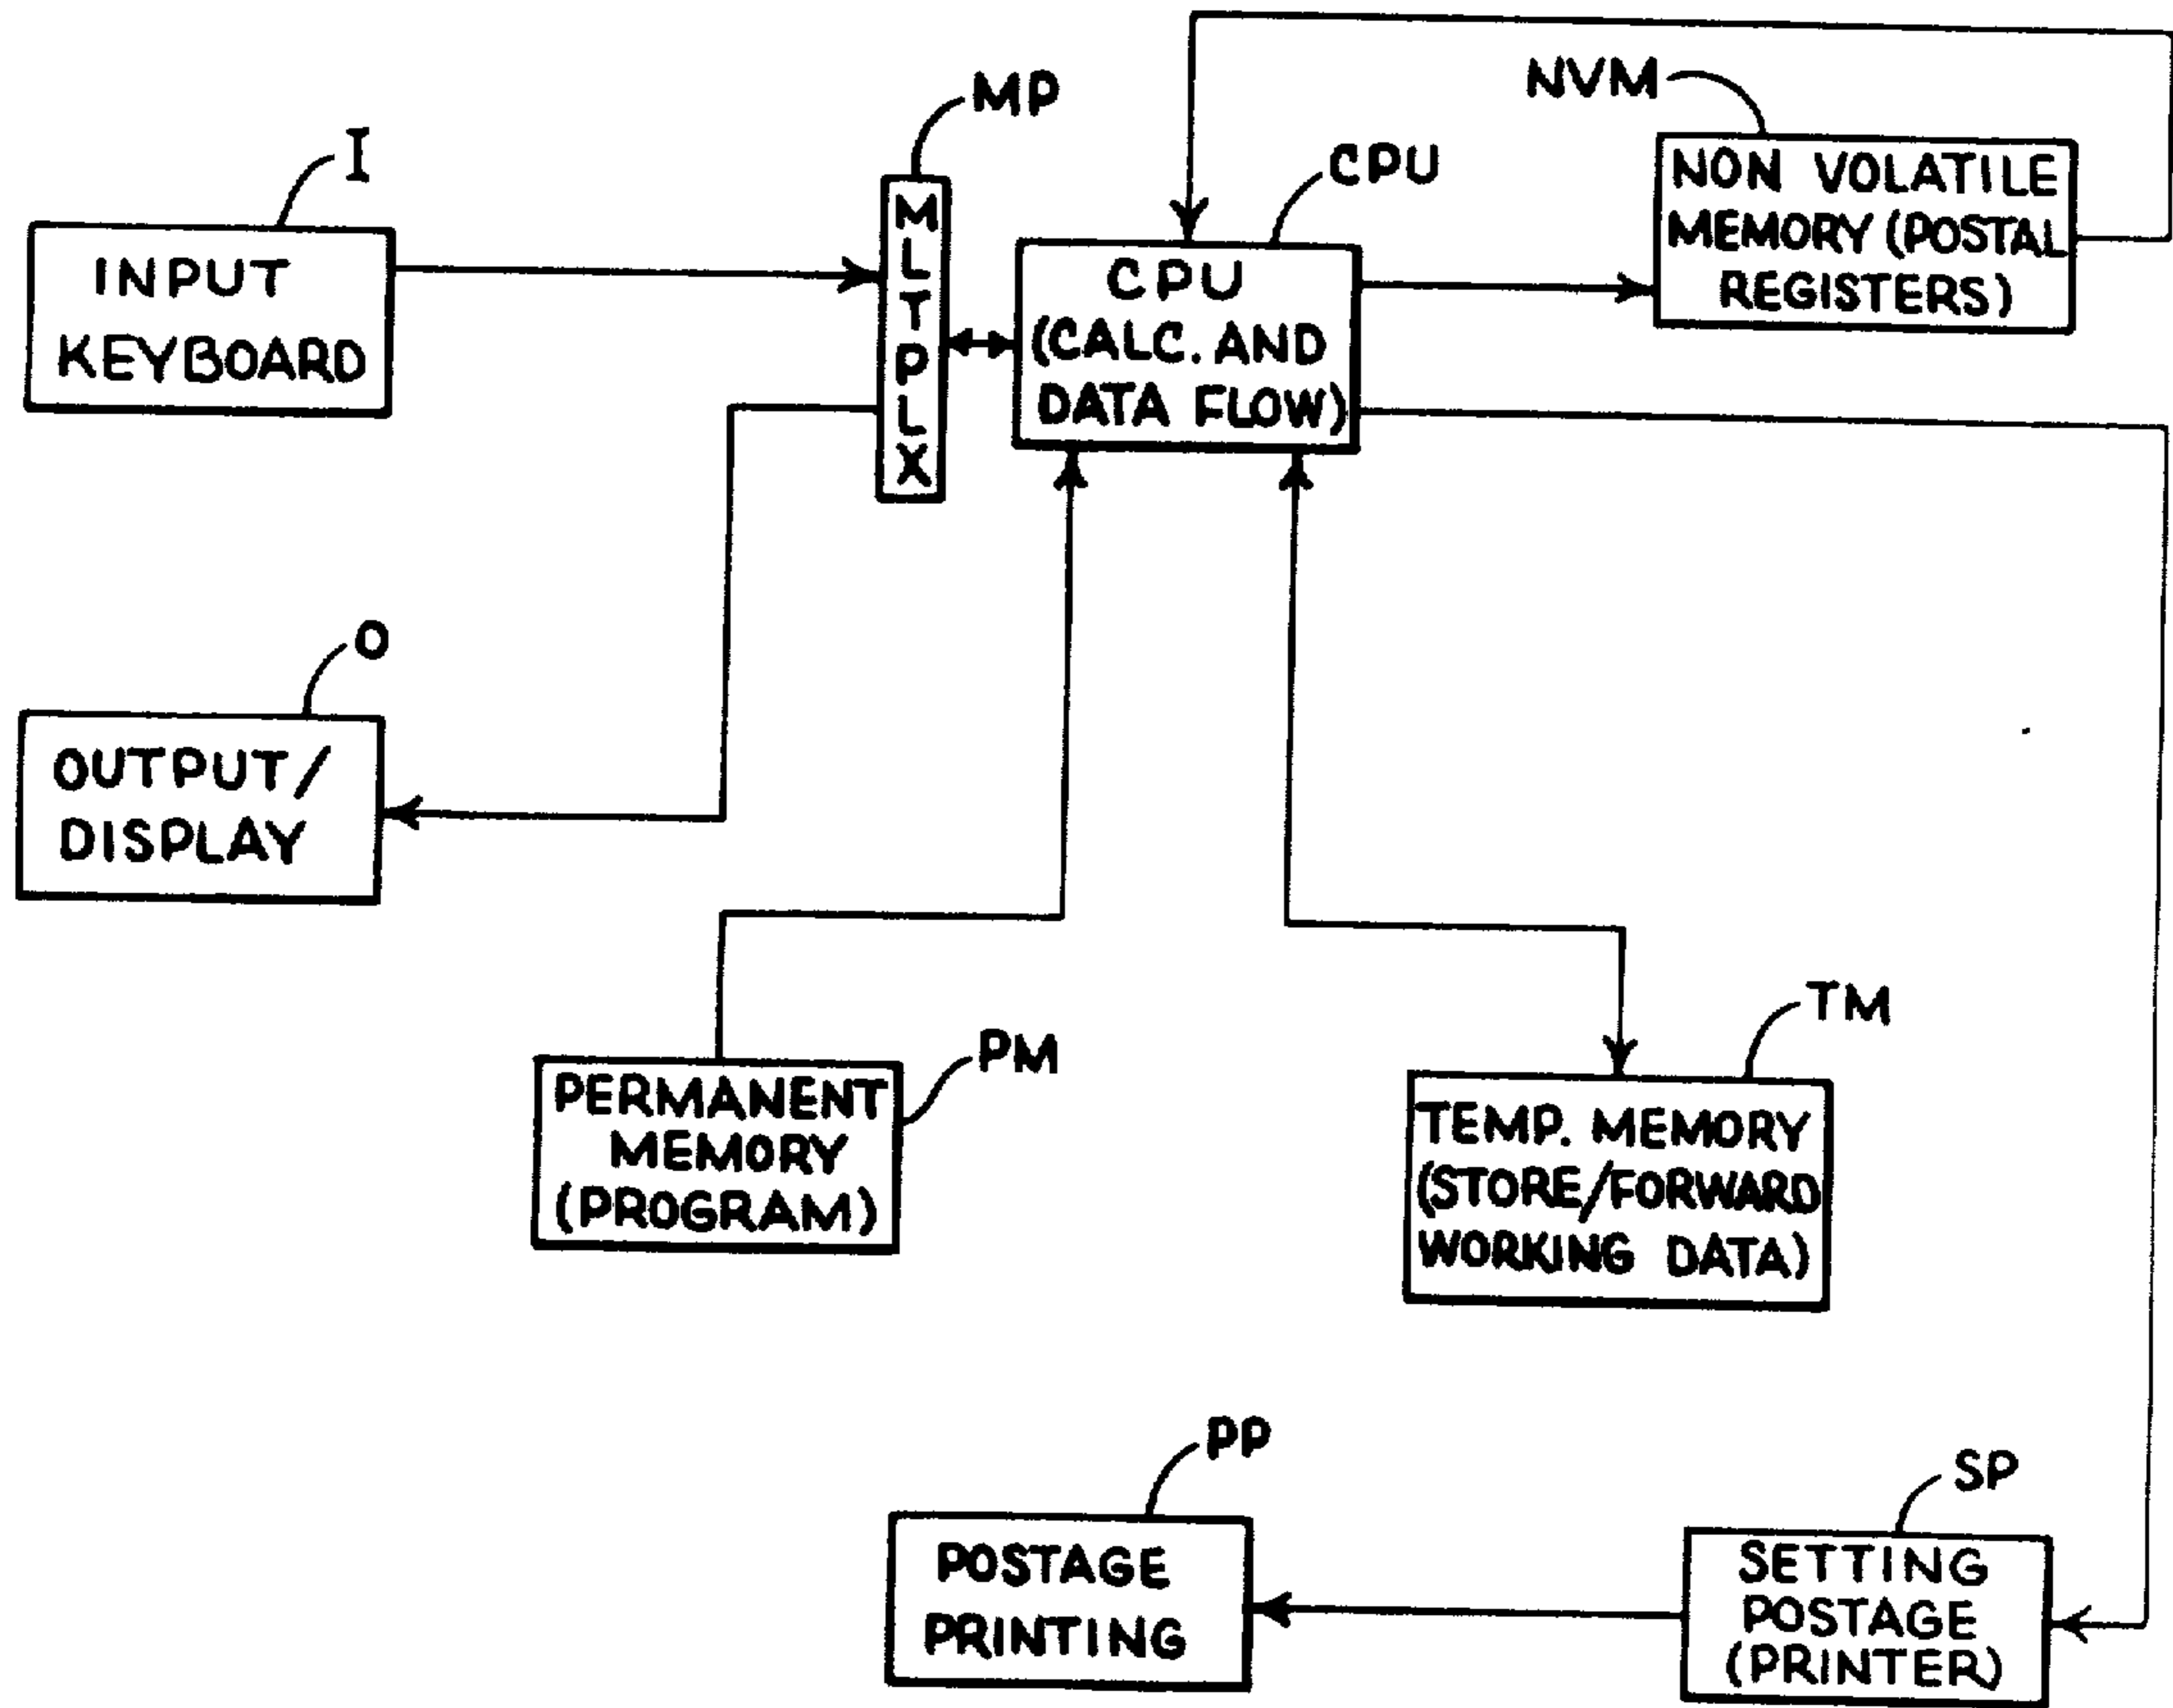 MP
NVM
I
CPU
INPUT
KEYBOARD
MLTPLX
CPU
(CALC. AND
DATA FLOW)
NON VOLATILE
MEMORY (POSTAL
REGISTERS)
O
OUTPUT/
DISPLAY
PM
PERMANENT
MEMORY
(PROGRAM)
TM
TEMP. MEMORY
(STORE/FORWARD
WORKING DATA)
PP
POSTAGE
PRINTING
SP
SETTING
POSTAGE
(PRINTER)